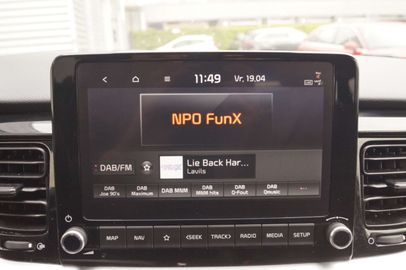 11:49 Vr. 19.04
NPO FunX
DAB/FM
Lie Back Har...
Lavils
DAB Joe 90's
DAB Maximum
DAB MNM
DAB MNM hits
DAB Q-Fout
DAB Qmusic
MAP NAV <SEEK TRACK> RADIO MEDIA SETUP